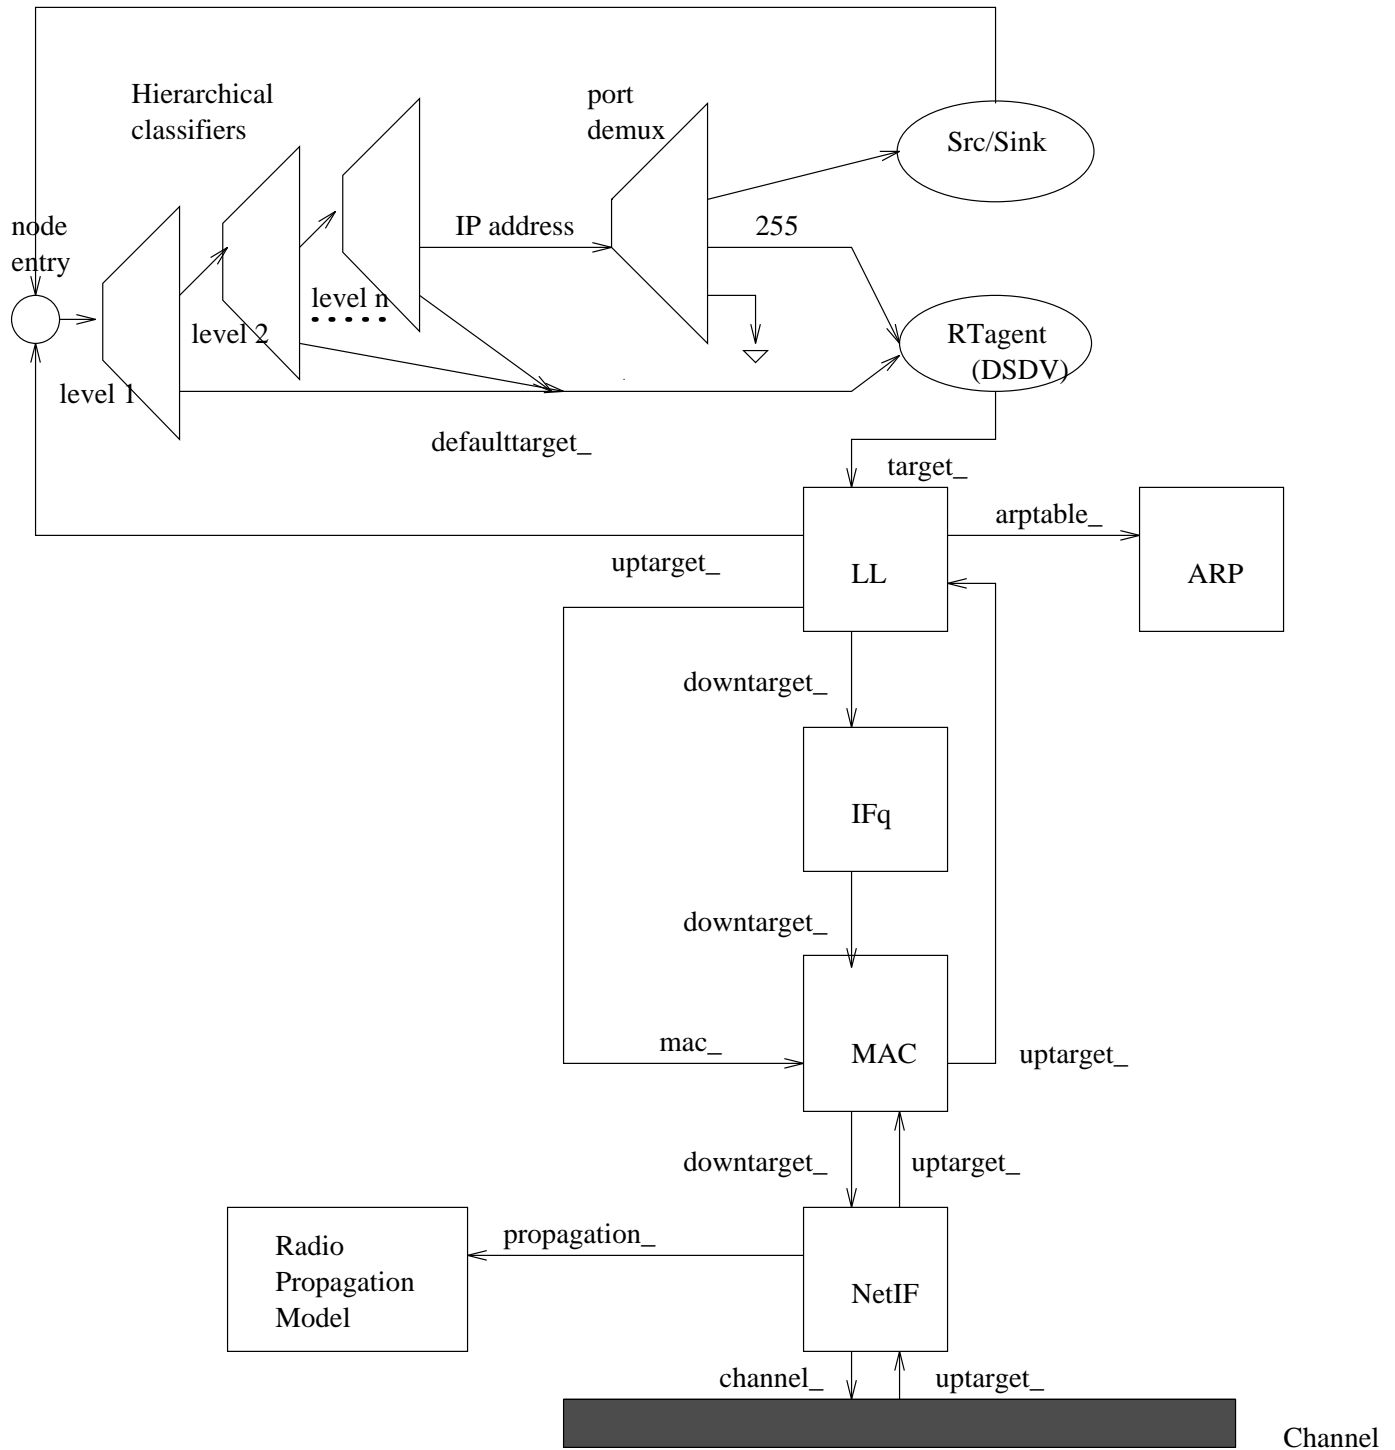 Hierarchical
classifiers
port
demux
Src/Sink
node
entry
IP address
255
level n
level 2
RTagent
(DSDV)
level 1
defaulttarget_
target_
arptable_
uptarget_
LL
ARP
downtarget_
IFq
downtarget_
mac_
MAC
uptarget_
downtarget_
uptarget_
propagation_
Radio
Propagation
Model
NetIF
channel_
uptarget_
Channel